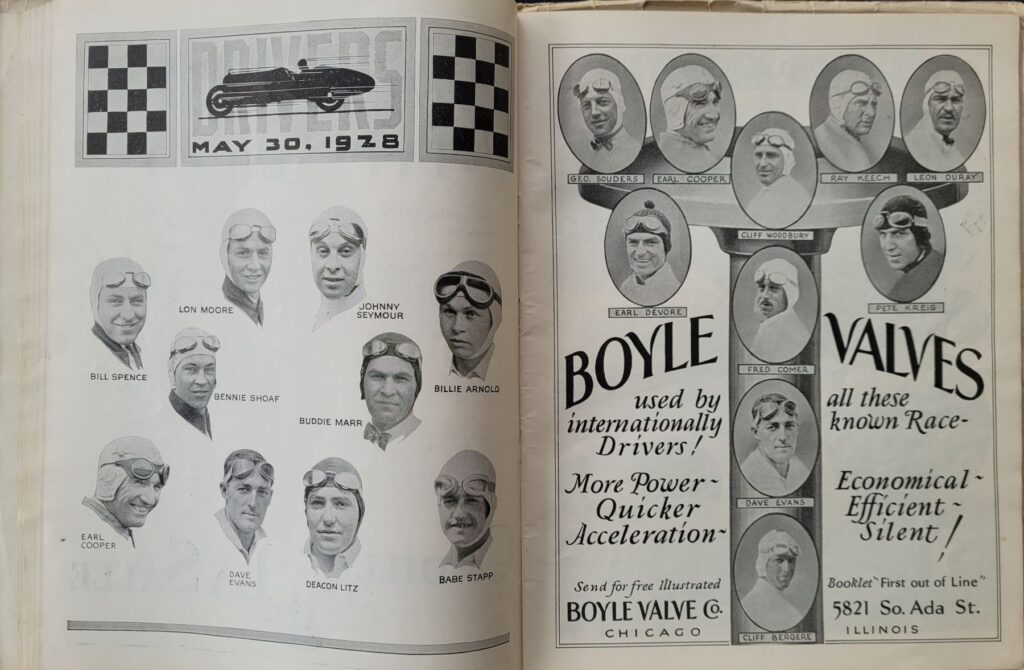 DRIVERS
MAY 30, 1928
LON MOORE
JOHNNY
SEYMOUR
BILL SPENCE
BENNIE SHOAF
BILLIE ARNOLD
BUDDIE MARR
EARL
COOPER
DAVE
EVANS
DEACON LITZ
BABE STAPP
GEO. SOUDERS
EARL COOPER
RAY KEECH
LEON DURAY
CLIFF WOODBURY
EARL DEVORE
PETE KREIS
FRED COMER
DAVE EVANS
CLIFF BERGERE
BOYLE VALVES
used by all these
internationally known Race-
Drivers!
More Power~ Economical~
Quicker Efficient~
Acceleration~ Silent!
Send for free Illustrated Booklet "First out of Line"
BOYLE VALVE Co. 5821 So. Ada St.
CHICAGO ILLINOIS